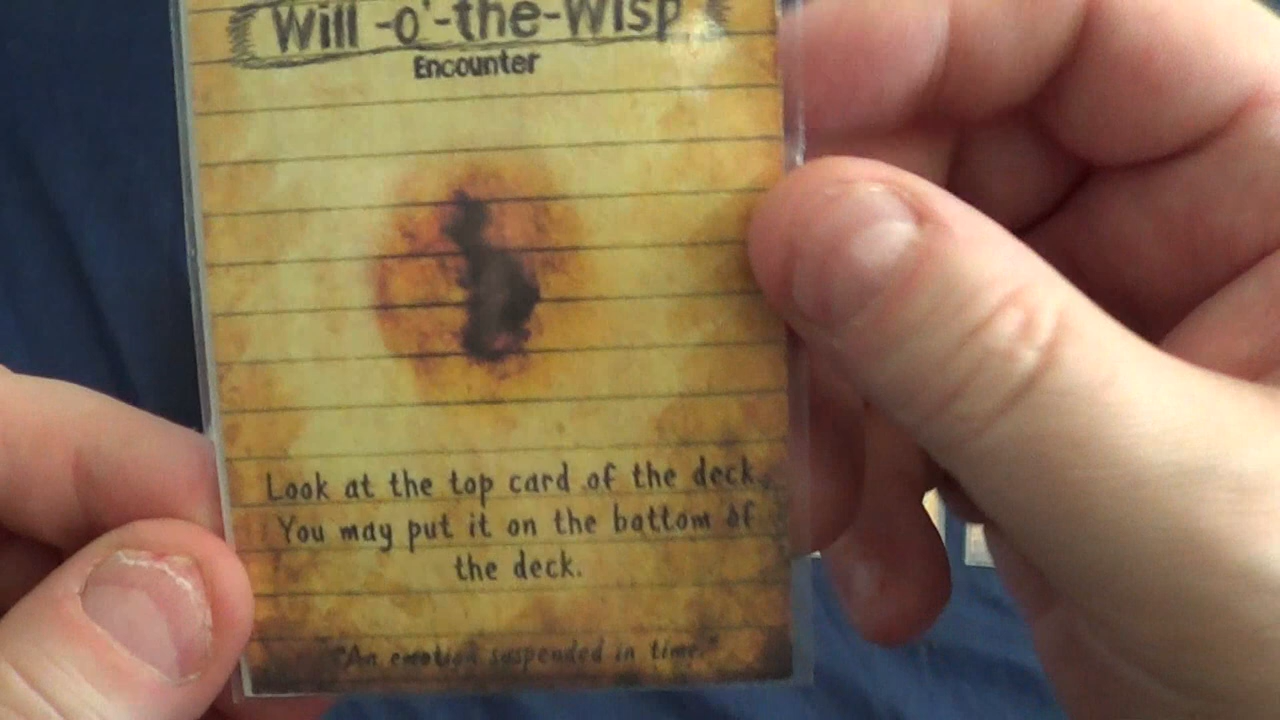 Will-o'-the-Wisp
Encounter
Look at the top card of the deck.
You may put it on the bottom of
the deck.
"An emotion suspended in time."